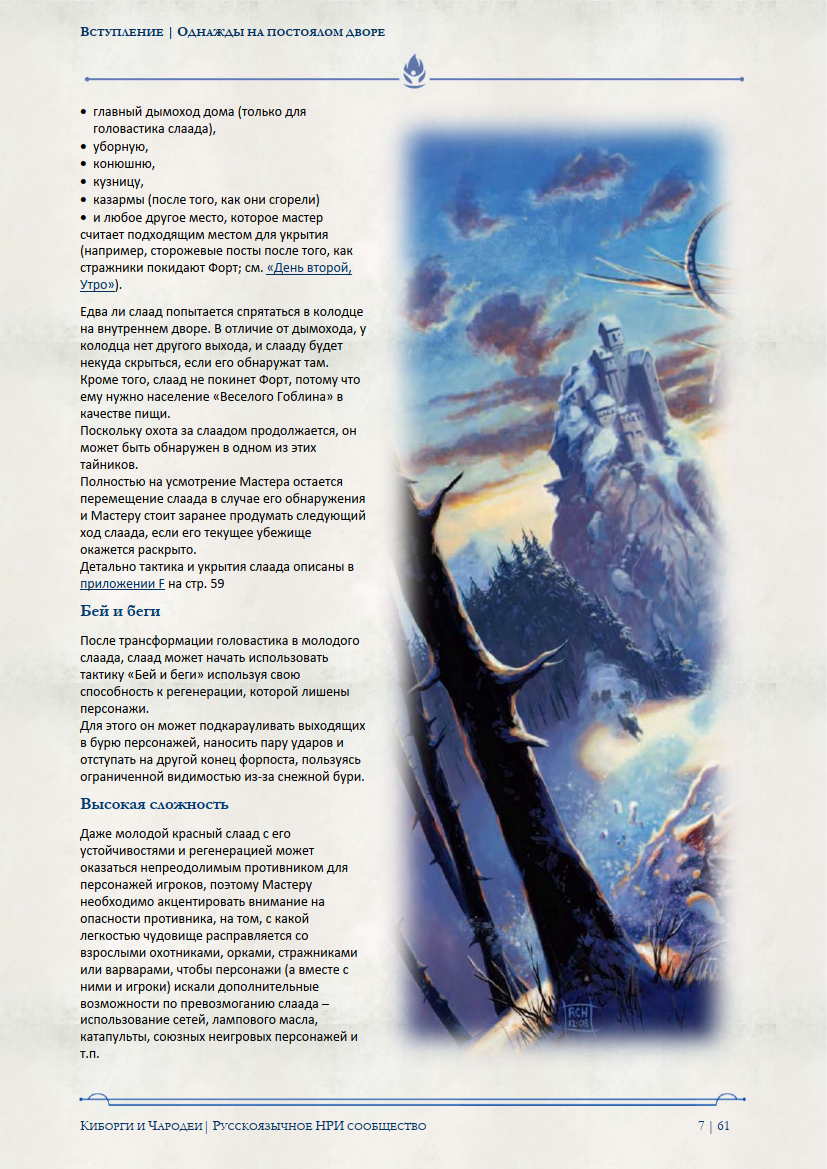 Вступление | Однажды на постоялом дворе
• главный дымоход дома (только для
головастика слаада),
• уборную,
• конюшню,
• кузницу,
• казармы (после того, как они сгорели)
• и любое другое место, которое мастер
считает подходящим местом для укрытия
(например, сторожевые посты после того, как
стражники покидают Форт; см. «День второй,
Утро»).
Едва ли слаад попытается спрятаться в колодце
на внутреннем дворе. В отличие от дымохода, у
колодца нет другого выхода, ислааду будет
некуда скрыться, если его обнаружат там.
Кроме того, слаад не покинет Форт, потому что
ему нужно население «Веселого Гоблина» в
качестве пищи.
Поскольку охота за слаадом продолжается, он
может быть обнаружен в одном из этих
тайников.
Полностью на усмотрение Мастера остается
перемещение слаада в случае его обнаружения
и Мастеру стоит заранее продумать следующий
ход слаада, если его текущее убежище
окажется раскрыто.
Детально тактика и укрытия слаада описаны в
приложении F на стр. 59
Бей и беги
После трансформации головастика в молодого
слаада, слаад может начать использовать
тактику «Бей и беги» используя свою
способность к регенерации, которой лишены
персонажи.
Для этого он может подкарауливать выходящих
в бурю персонажей, наносить пару ударов и
отступать на другой конец форпоста, пользуясь
ограниченной видимостью из-за снежной бури.
Высокая сложность
Даже молодой красный слаад с его
устойчивостями и регенерацией может
оказаться непреодолимым противником для
персонажей игроков, поэтому Мастеру
необходимо акцентировать внимание на
опасности противника, на том, с какой
легкостью чудовище расправляется со
взрослыми охотниками, орками, стражниками
или варварами, чтобы персонажи (а вместе с
ними и игроки) искали дополнительные
возможности по превозмоганию слаада –
использование сетей, лампового масла,
катапульты, союзных неигровых персонажей и
т.п.
RCH
12·08
Киборги и Чародеи | Русскоязычное НРИ сообщество
7 | 61